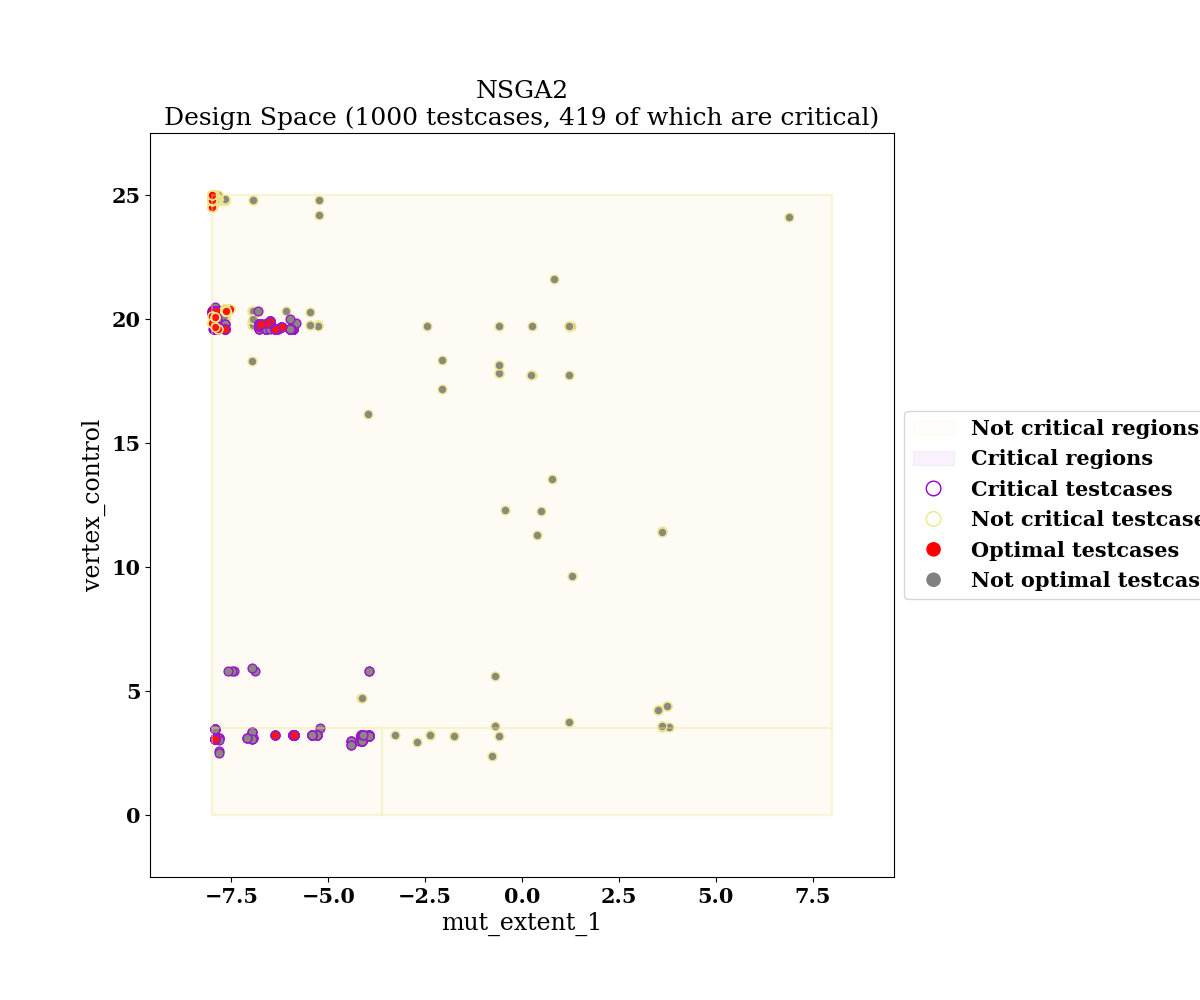 NSGA2
Design Space (1000 testcases, 419 of which are critical)
25
20
15
10
5
0
vertex_control
−7.5
−5.0
−2.5
0.0
2.5
5.0
7.5
mut_extent_1
Not critical regions
Critical regions
Critical testcases
Not critical testcase
Optimal testcases
Not optimal testcas